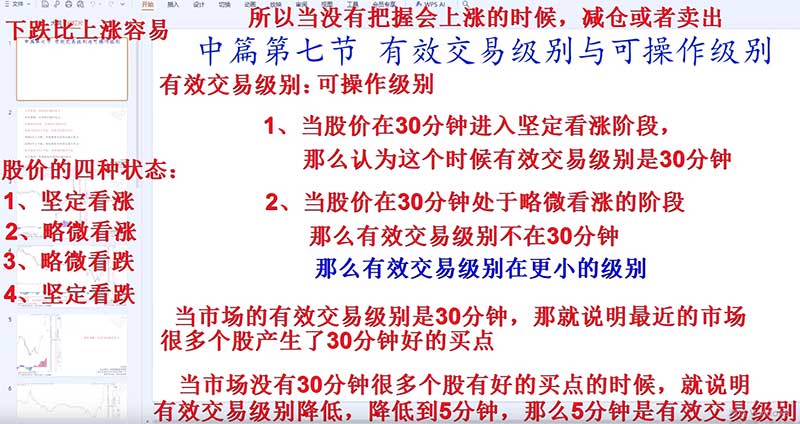 三 文件 开始 插入 设计 切换 动画 放映 审阅 视图 工具 会员专享 WPS AI
所以当没有把握会上涨的时候，减仓或者卖出
下跌比上涨容易
中篇第七节 有效交易级别与可操作级别
有效交易级别：可操作级别
1、当股价在30分钟进入坚定看涨阶段，
那么认为这个时候有效交易级别是30分钟
股价的四种状态：
1、坚定看涨
2、略微看涨
3、略微看跌
4、坚定看跌
2、当股价在30分钟处于略微看涨的阶段
那么有效交易级别不在30分钟
那么有效交易级别在更小的级别
当市场的有效交易级别是30分钟，那就说明最近的市场
很多个股产生了30分钟好的买点
当市场没有30分钟很多个股有好的买点的时候，就说明
有效交易级别降低，降低到5分钟，那么5分钟是有效交易级别
2
3
4
5
6